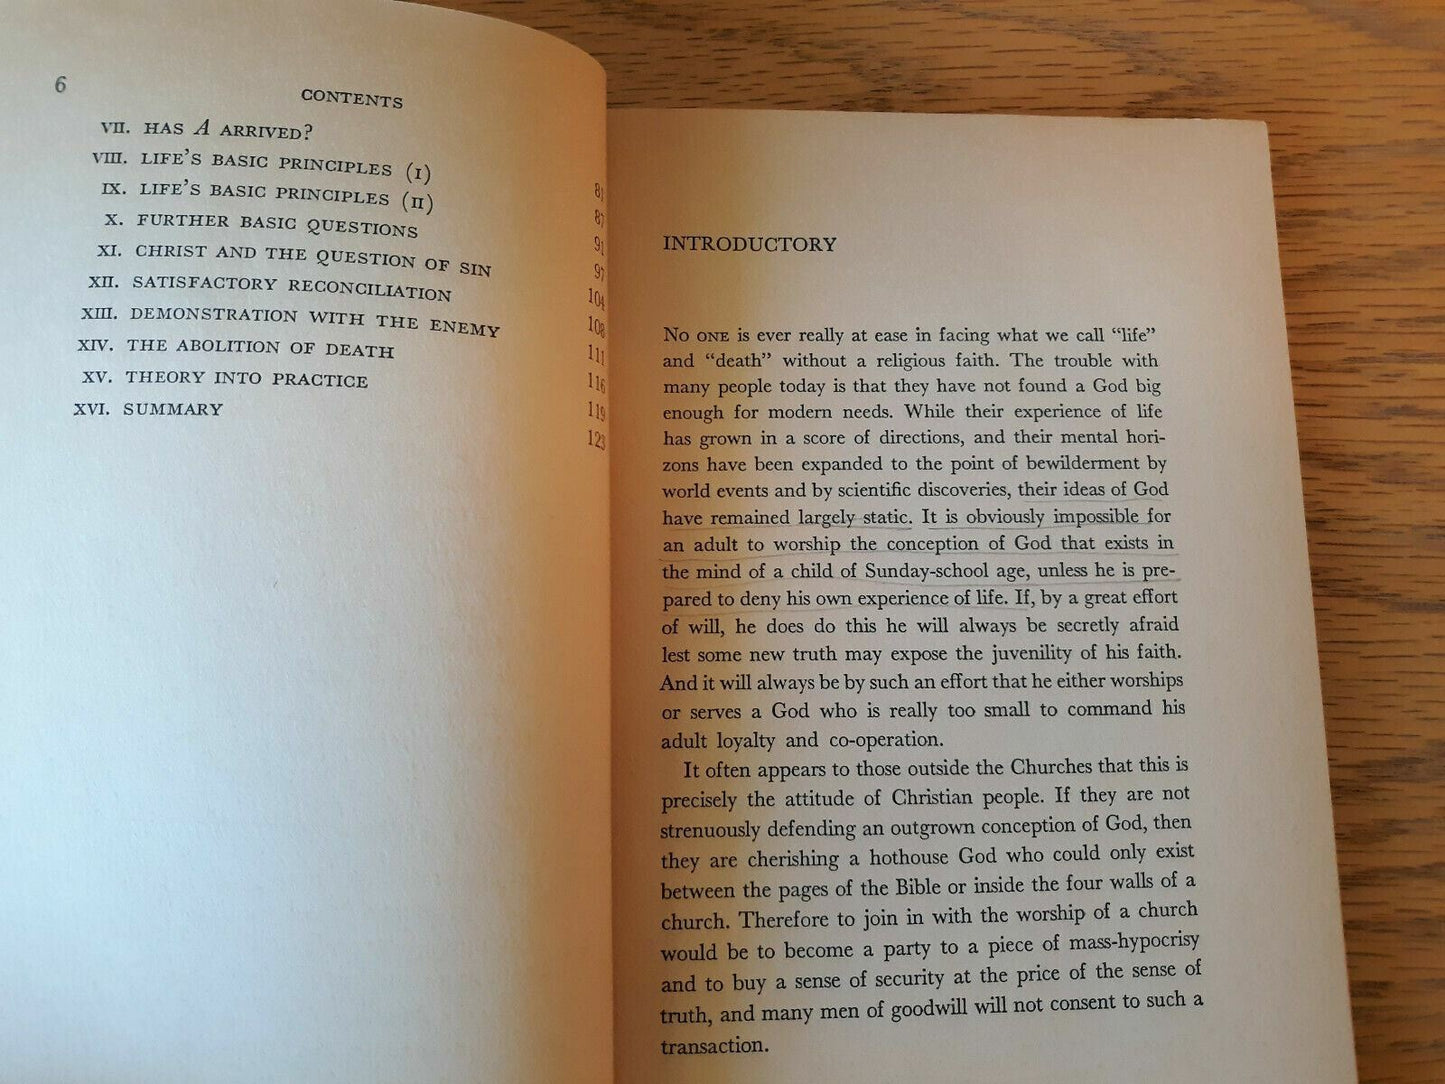 6
CONTENTS
VII. HAS A ARRIVED? 81
VIII. LIFE'S BASIC PRINCIPLES (I) 87
IX. LIFE'S BASIC PRINCIPLES (II) 91
X. FURTHER BASIC QUESTIONS 97
XI. CHRIST AND THE QUESTION OF SIN 104
XII. SATISFACTORY RECONCILIATION 108
XIII. DEMONSTRATION WITH THE ENEMY 111
XIV. THE ABOLITION OF DEATH 116
XV. THEORY INTO PRACTICE 119
XVI. SUMMARY 123
INTRODUCTORY
NO ONE is ever really at ease in facing what we call “life”
and “death” without a religious faith. The trouble with
many people today is that they have not found a God big
enough for modern needs. While their experience of life
has grown in a score of directions, and their mental hori-
zons have been expanded to the point of bewilderment by
world events and by scientific discoveries, their ideas of God
have remained largely static. It is obviously impossible for
an adult to worship the conception of God that exists in
the mind of a child of Sunday-school age, unless he is pre-
pared to deny his own experience of life. If, by a great effort
of will, he does do this he will always be secretly afraid
lest some new truth may expose the juvenility of his faith.
And it will always be by such an effort that he either worships
or serves a God who is really too small to command his
adult loyalty and co-operation.
It often appears to those outside the Churches that this is
precisely the attitude of Christian people. If they are not
strenuously defending an outgrown conception of God, then
they are cherishing a hothouse God who could only exist
between the pages of the Bible or inside the four walls of a
church. Therefore to join in with the worship of a church
would be to become a party to a piece of mass-hypocrisy
and to buy a sense of security at the price of the sense of
truth, and many men of goodwill will not consent to such a
transaction.